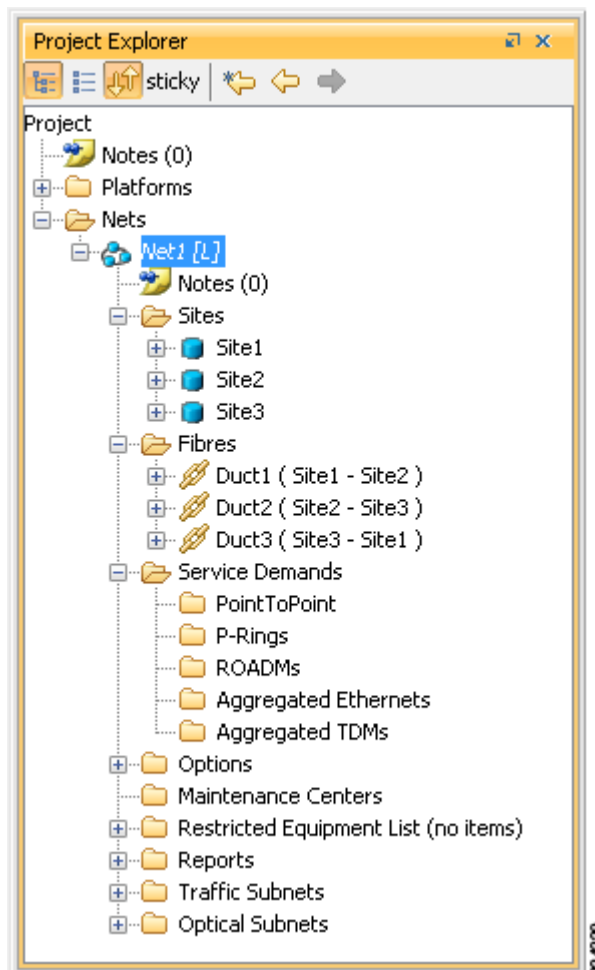 Project Explorer
sticky
Project
Notes (0)
Platforms
Nets
Net1 [L]
Notes (0)
Sites
Site1
Site2
Site3
Fibres
Duct1 ( Site1 - Site2 )
Duct2 ( Site2 - Site3 )
Duct3 ( Site3 - Site1 )
Service Demands
PointToPoint
P-Rings
ROADMs
Aggregated Ethernets
Aggregated TDMs
Options
Maintenance Centers
Restricted Equipment List (no items)
Reports
Traffic Subnets
Optical Subnets